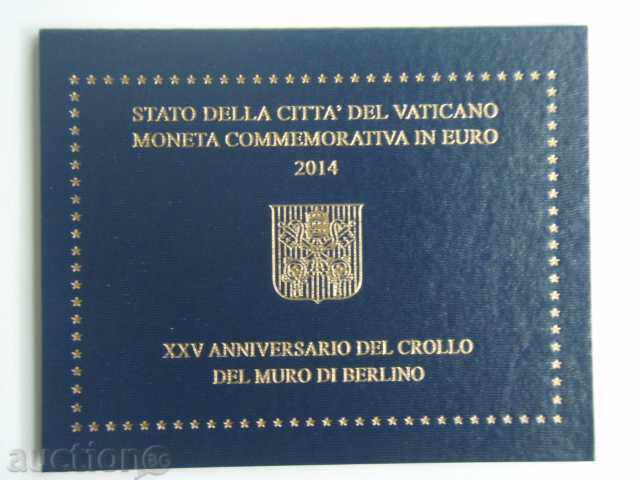 STATO DELLA CITTA' DEL VATICANO
MONETA COMMEMORATIVA IN EURO
2014
XXV ANNIVERSARIO DEL CROLLO
DEL MURO DI BERLINO
auction.BG